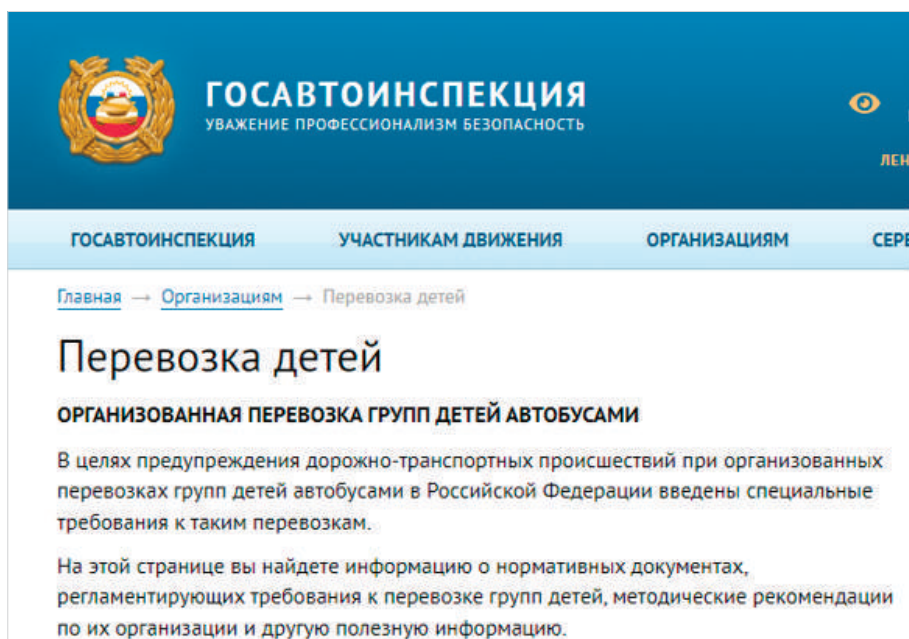 ГОСАВТОИНСПЕКЦИЯ
УВАЖЕНИЕ ПРОФЕССИОНАЛИЗМ БЕЗОПАСНОСТЬ
ГОСАВТОИНСПЕКЦИЯ УЧАСТНИКАМ ДВИЖЕНИЯ ОРГАНИЗАЦИЯМ
Главная → Организациям → Перевозка детей
Перевозка детей
ОРГАНИЗОВАННАЯ ПЕРЕВОЗКА ГРУПП ДЕТЕЙ АВТОБУСАМИ
В целях предупреждения дорожно-транспортных происшествий при организованных
перевозках групп детей автобусами в Российской Федерации введены специальные
требования к таким перевозкам.
На этой странице вы найдете информацию о нормативных документах,
регламентирующих требования к перевозке групп детей, методические рекомендации
по их организации и другую полезную информацию.